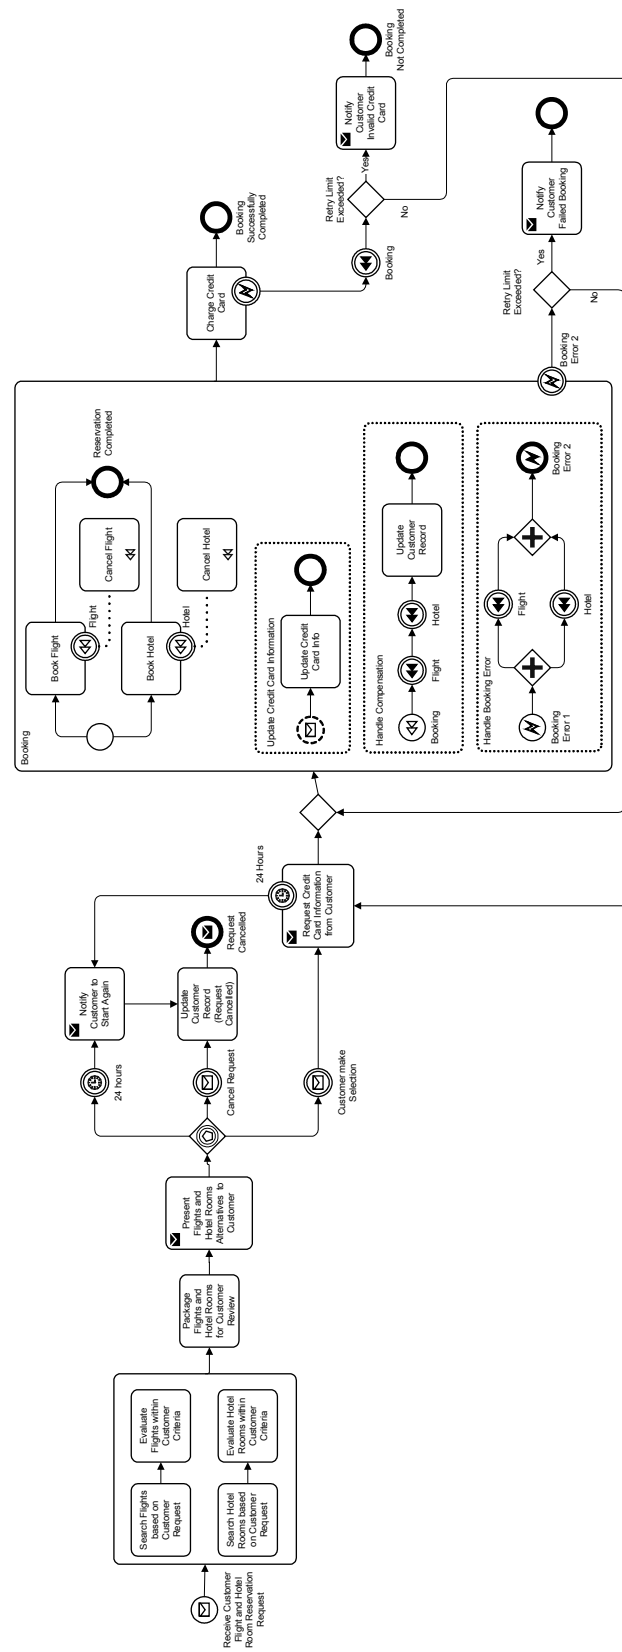 Receive Customer
Flight and Hotel
Room Reservation
Request
Search Flights
based on
Customer
Request
Evaluate
Flights within
Customer
Criteria
Search Hotel
Rooms based
on Customer
Request
Evaluate Hotel
Rooms within
Customer
Criteria
Package
Flights and
Hotel Rooms
for Customer
Review
Present
Flights and
Hotel Rooms
Alternatives to
Customer
24 hours
Notify
Customer to
Start Again
Cancel Request
Update
Customer
Record
(Request
Cancelled)
Request
Cancelled
Customer make
Selection
24 Hours
Request Credit
Card Information
from Customer
Booking
Book Flight
Flight
Cancel Flight
Book Hotel
Hotel
Cancel Hotel
Reservation
Completed
Update Credit Card Information
Update Credit
Card Info
Handle Compensation
Booking
Flight
Hotel
Update
Customer
Record
Handle Booking Error
Booking
Error 1
Flight
Hotel
Booking
Error 2
Charge Credit
Card
Booking
Successfully
Completed
Booking
Retry Limit
Exceeded?
Yes
No
Notify
Customer
Invalid Credit
Card
Booking
Not Completed
Booking
Error 2
Retry Limit
Exceeded?
Yes
No
Notify
Customer
Failed Booking